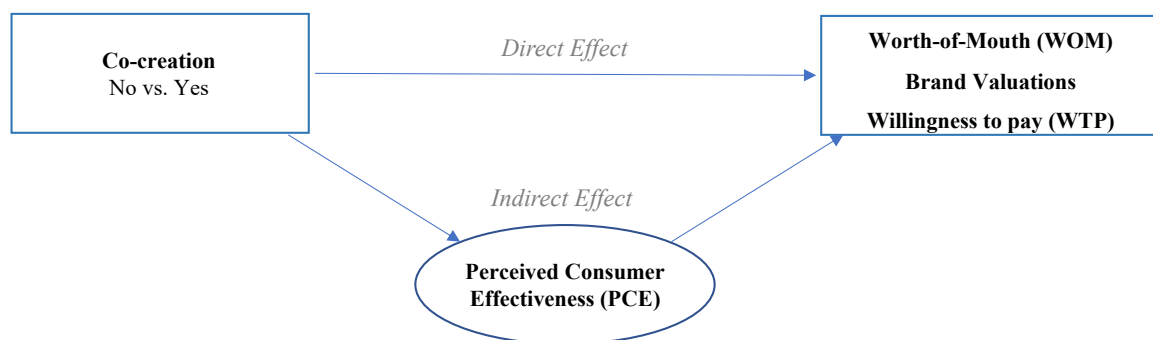 Direct Effect
Co-creation
No vs. Yes
Worth-of-Mouth (WOM)
Brand Valuations
Willingness to pay (WTP)
Indirect Effect
Perceived Consumer
Effectiveness (PCE)